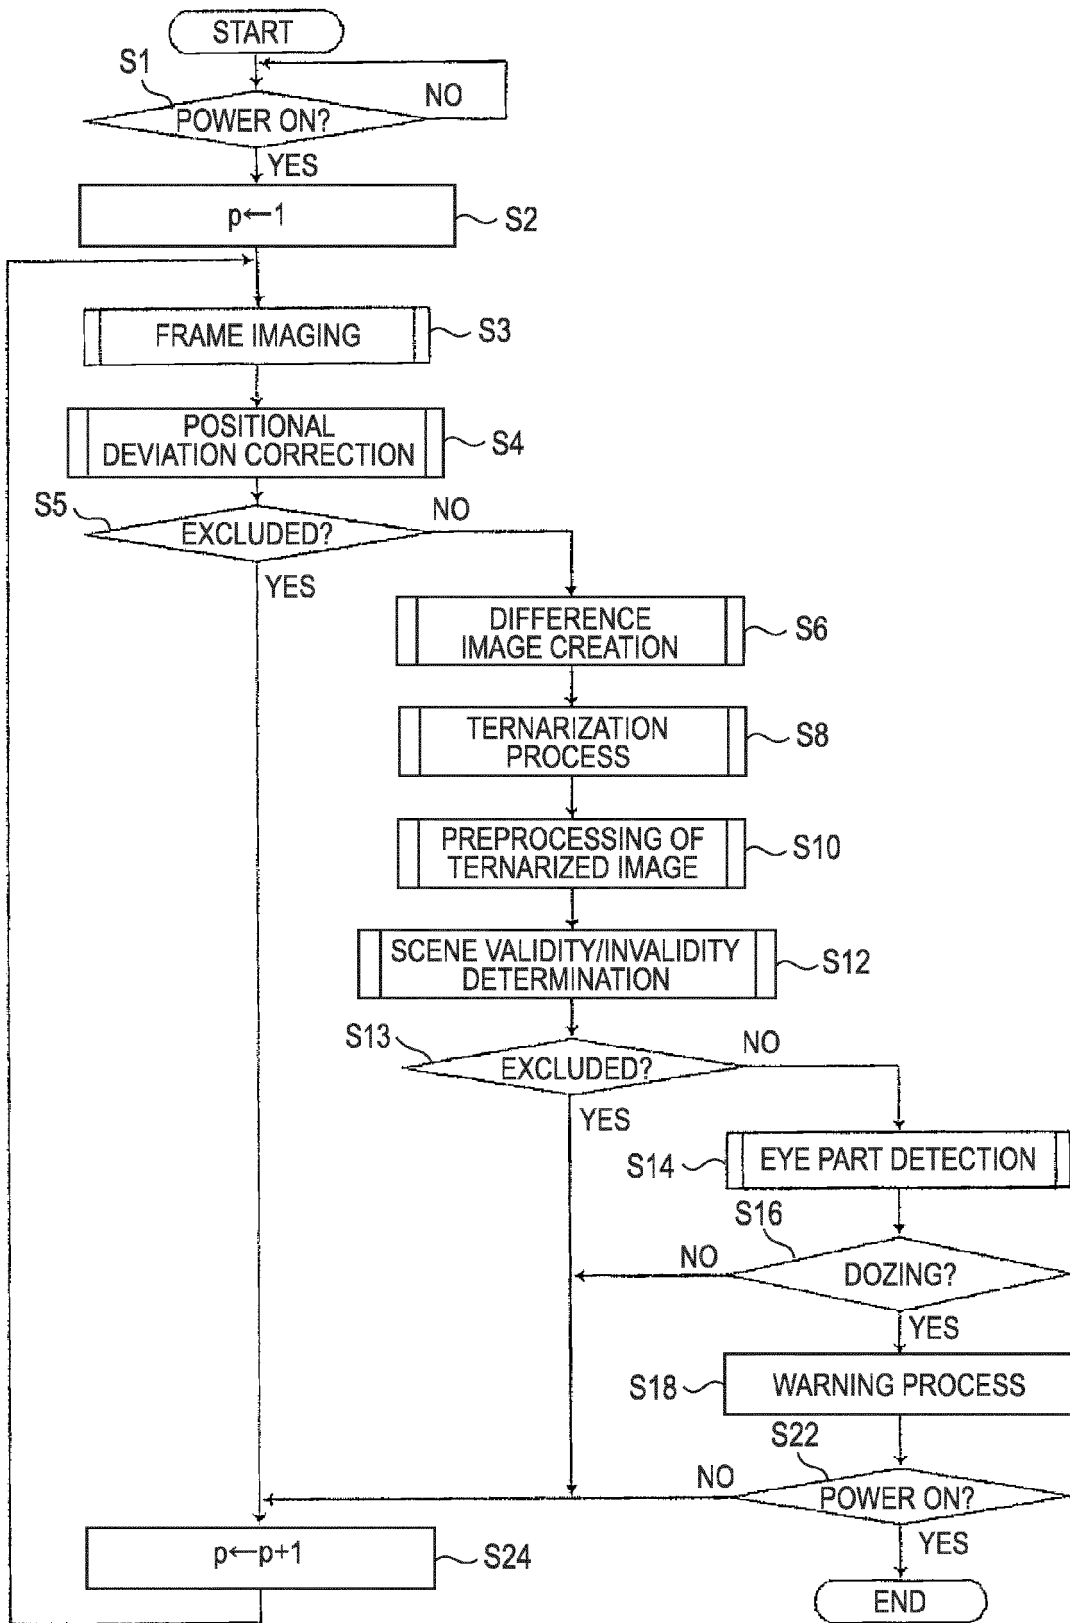 START
S1
NO
POWER ON?
YES
p←1
S2
FRAME IMAGING
S3
POSITIONAL
DEVIATION CORRECTION
S4
S5
NO
EXCLUDED?
YES
DIFFERENCE
IMAGE CREATION
S6
TERNARIZATION
PROCESS
S8
PREPROCESSING OF
TERNARIZED IMAGE
S10
SCENE VALIDITY/INVALIDITY
DETERMINATION
S12
S13
NO
EXCLUDED?
YES
S14
EYE PART DETECTION
S16
NO
DOZING?
YES
S18
WARNING PROCESS
S22
NO
POWER ON?
YES
p←p+1
S24
END